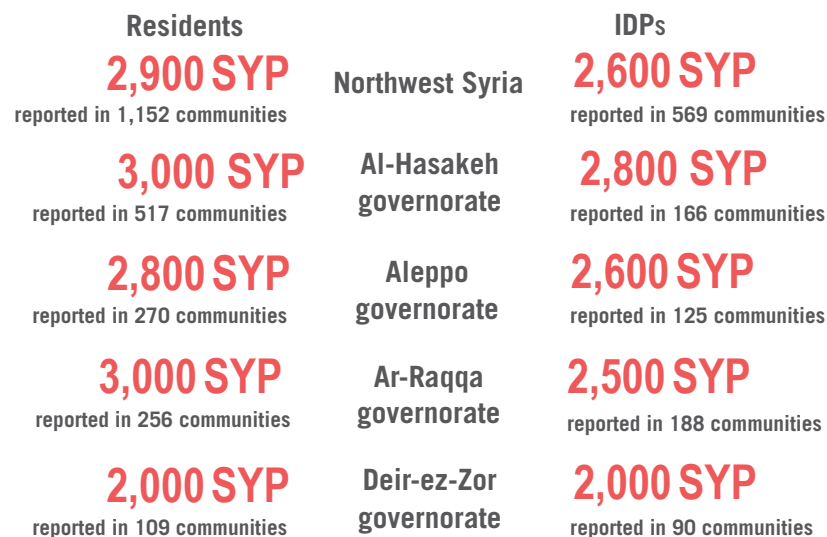 Residents
IDPs
2,900 SYP
Northwest Syria
2,600 SYP
reported in 1,152 communities
reported in 569 communities
3,000 SYP
Al-Hasakeh
governorate
2,800 SYP
reported in 517 communities
reported in 166 communities
2,800 SYP
Aleppo
governorate
2,600 SYP
reported in 270 communities
reported in 125 communities
3,000 SYP
Ar-Raqqa
governorate
2,500 SYP
reported in 256 communities
reported in 188 communities
2,000 SYP
Deir-ez-Zor
governorate
2,000 SYP
reported in 109 communities
reported in 90 communities